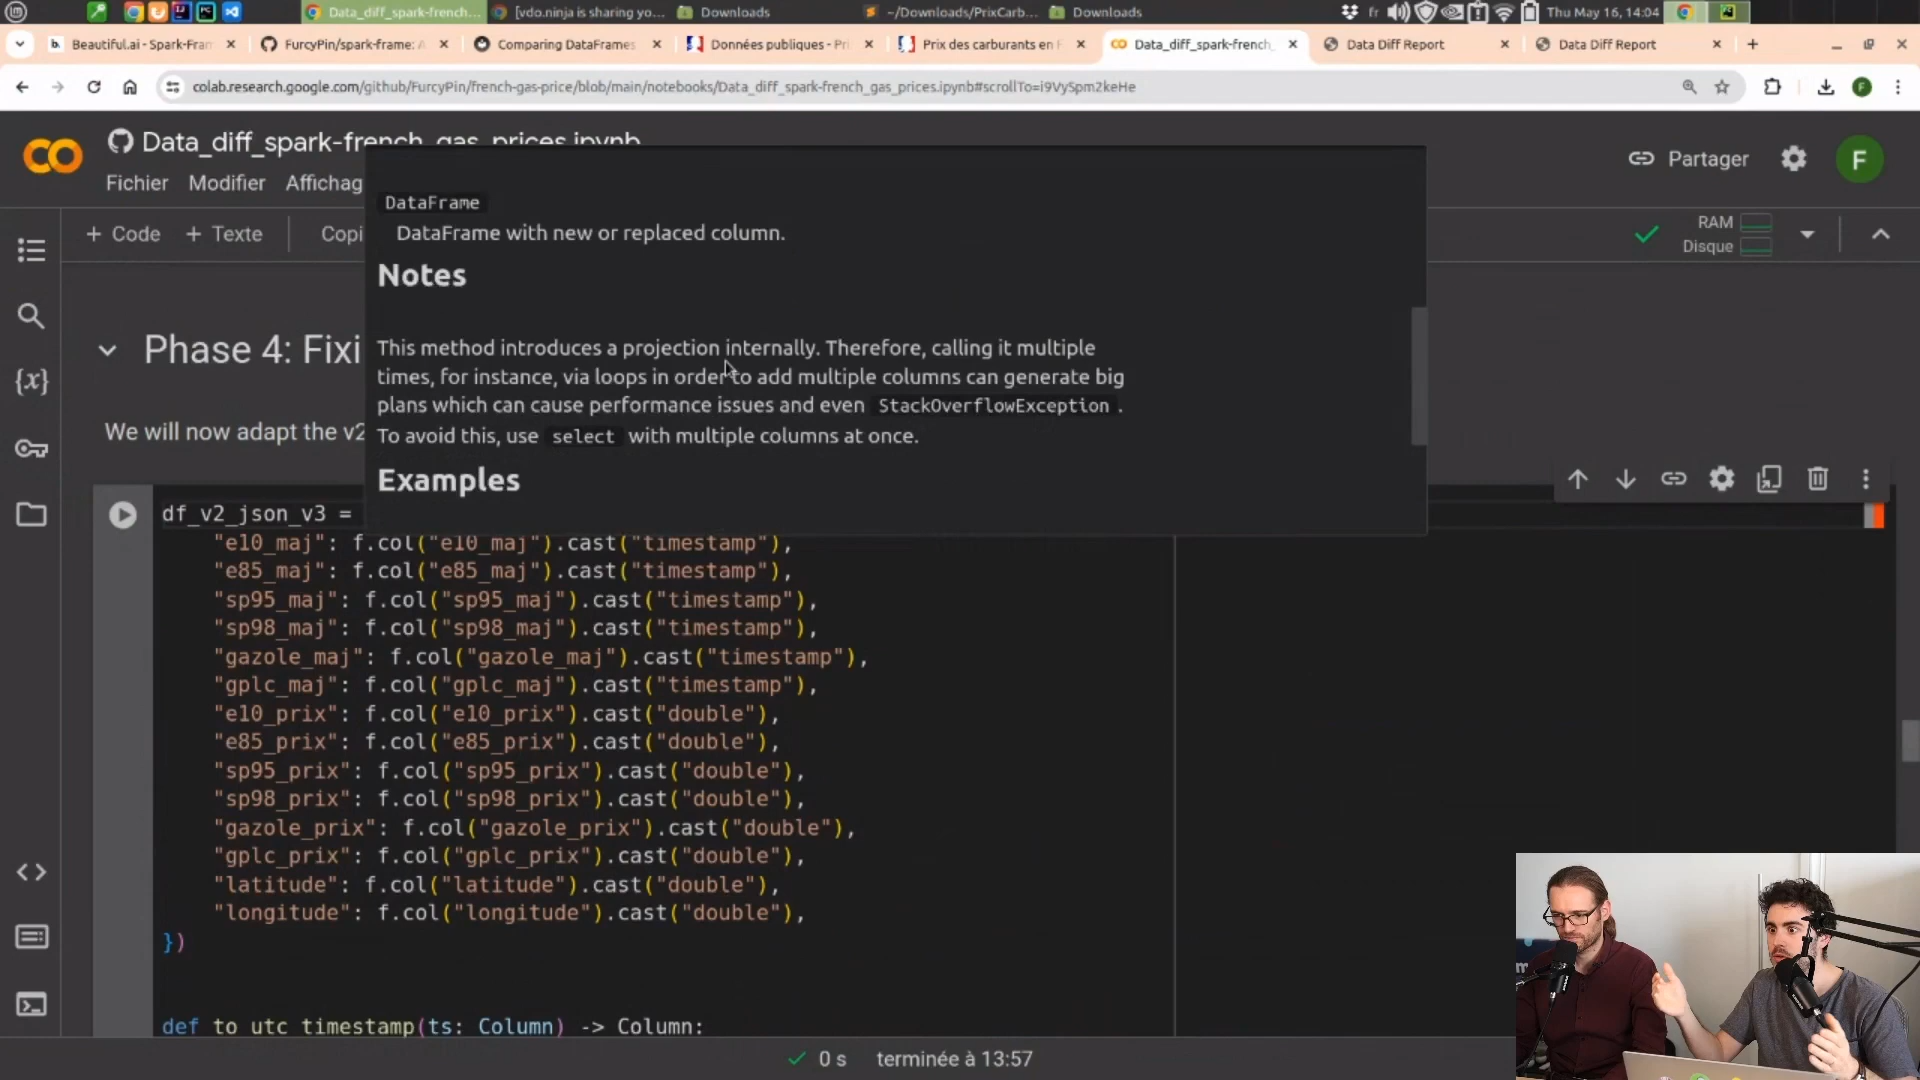 Data_diff_spark-french...
[vdo.ninja is sharing yo...
Downloads
~/Downloads/PrixCarb...
Downloads
fr
Thu May 16, 14:04
b. Beautiful.ai - Spark-Fram
FurcyPin/spark-frame: A
Comparing DataFrames
Données publiques - Pri
Prix des carburants en F
Data_diff_spark-french_
Data Diff Report
Data Diff Report
colab.research.google.com/github/FurcyPin/french-gas-price/blob/main/notebooks/Data_diff_spark-french_gas_prices.ipynb#scrollTo=i9VySpm2keHe
Data_diff_spark-french_gas_prices.ipynb
Partager
F
Fichier Modifier Affichag
+ Code + Texte Copi
RAM
Disque
DataFrame
DataFrame with new or replaced column.
Notes
This method introduces a projection internally. Therefore, calling it multiple
times, for instance, via loops in order to add multiple columns can generate big
plans which can cause performance issues and even StackOverflowException .
To avoid this, use select with multiple columns at once.
Examples
Phase 4: Fixi
We will now adapt the v2
df_v2_json_v3 =
"e10_maj": f.col("e10_maj").cast("timestamp"),
"e85_maj": f.col("e85_maj").cast("timestamp"),
"sp95_maj": f.col("sp95_maj").cast("timestamp"),
"sp98_maj": f.col("sp98_maj").cast("timestamp"),
"gazole_maj": f.col("gazole_maj").cast("timestamp"),
"gplc_maj": f.col("gplc_maj").cast("timestamp"),
"e10_prix": f.col("e10_prix").cast("double"),
"e85_prix": f.col("e85_prix").cast("double"),
"sp95_prix": f.col("sp95_prix").cast("double"),
"sp98_prix": f.col("sp98_prix").cast("double"),
"gazole_prix": f.col("gazole_prix").cast("double"),
"gplc_prix": f.col("gplc_prix").cast("double"),
"latitude": f.col("latitude").cast("double"),
"longitude": f.col("longitude").cast("double"),
})
def to_utc_timestamp(ts: Column) -> Column:
0 s terminée à 13:57